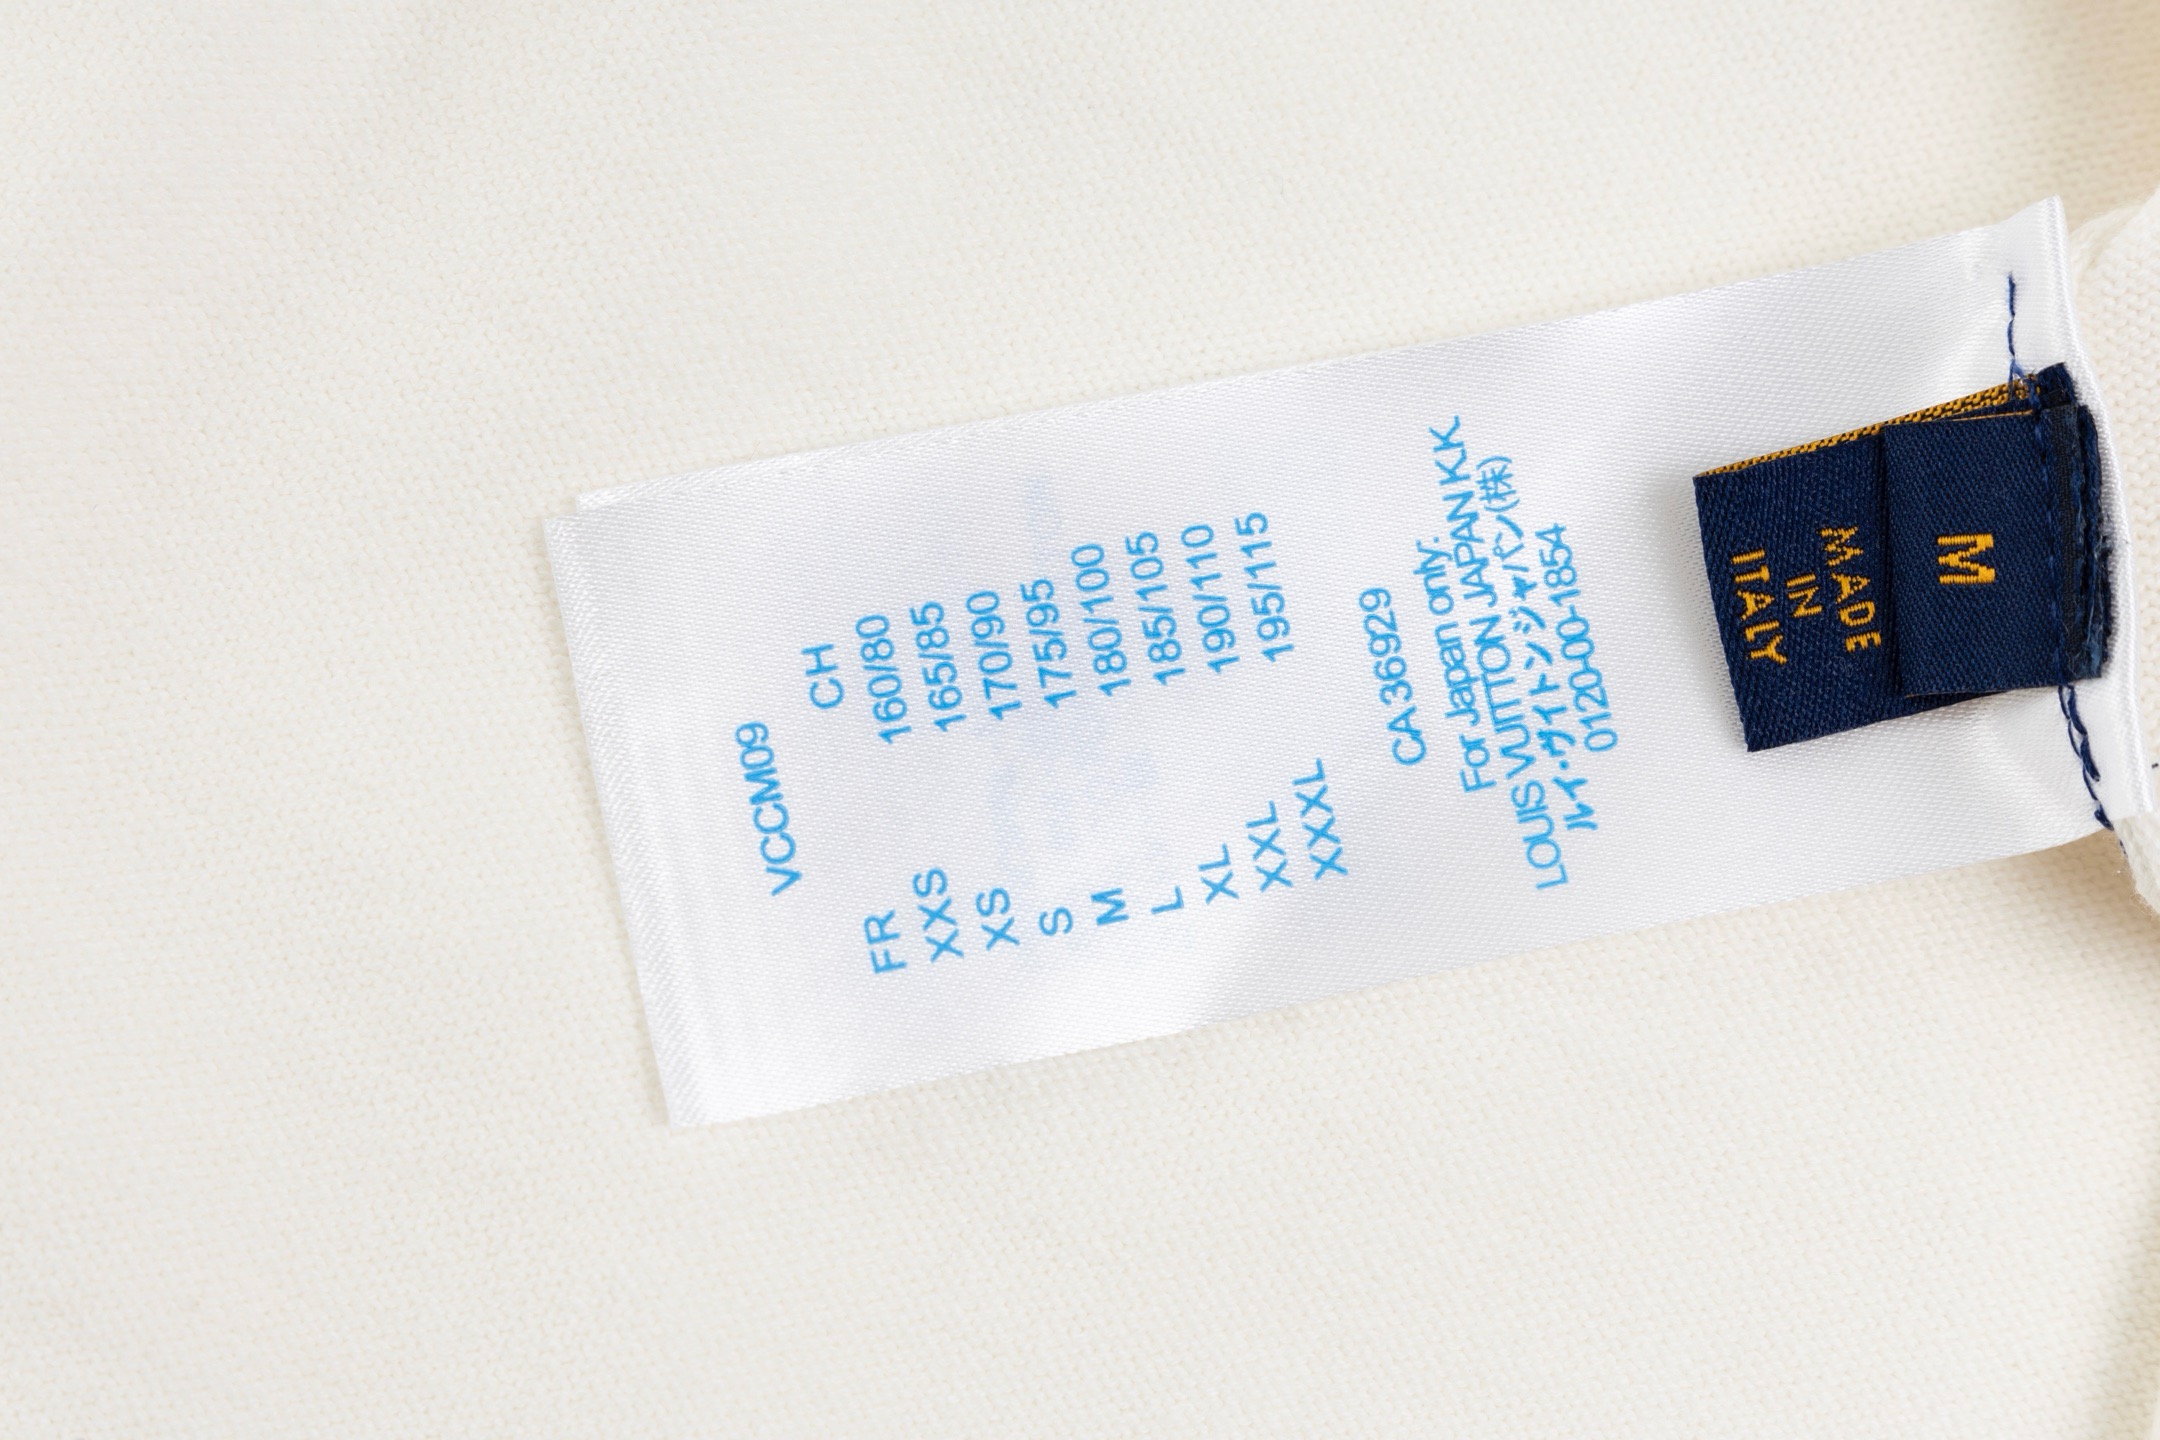 VCCM09
FR CH
XXS 160/80
XS 165/85
S 170/90
M 175/95
L 180/100
XL 185/105
XXL 190/110
XXXL 195/115
CA 36929
For Japan only:
LOUIS VUITTON JAPAN K.K.
ルイ・ヴィトンジャパン(株)
0120-00-1854
M
MADE
IN
ITALY